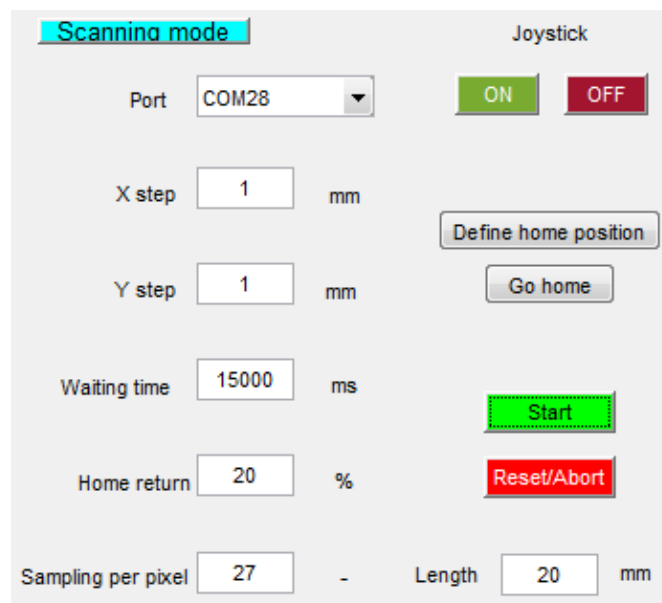 Scanning mode
Joystick
Port COM28 ON OFF
X step 1 mm
Define home position
Y step 1 mm Go home
Waiting time 15000 ms
Start
Home return 20 % Reset/Abort
Sampling per pixel 27 - Length 20 mm